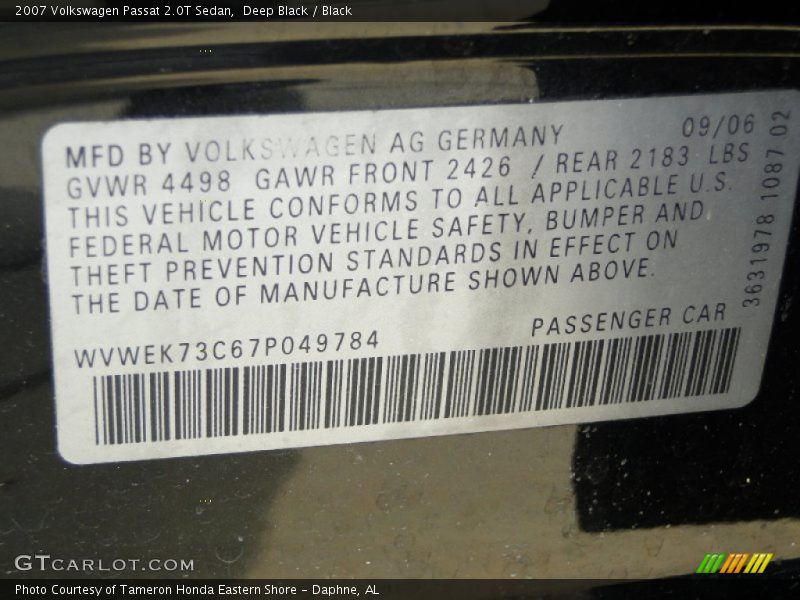 2007 Volkswagen Passat 2.0T Sedan, Deep Black / Black
09/06
MFD BY VOLKSWAGEN AG GERMANY
GVWR 4498 GAWR FRONT 2426 / REAR 2183 LBS
THIS VEHICLE CONFORMS TO ALL APPLICABLE U.S.
FEDERAL MOTOR VEHICLE SAFETY, BUMPER AND
THEFT PREVENTION STANDARDS IN EFFECT ON
THE DATE OF MANUFACTURE SHOWN ABOVE.
3631978 1087 02
WVWEK73C67P049784
PASSENGER CAR
GTCARLOT.COM
Photo Courtesy of Tameron Honda Eastern Shore - Daphne, AL